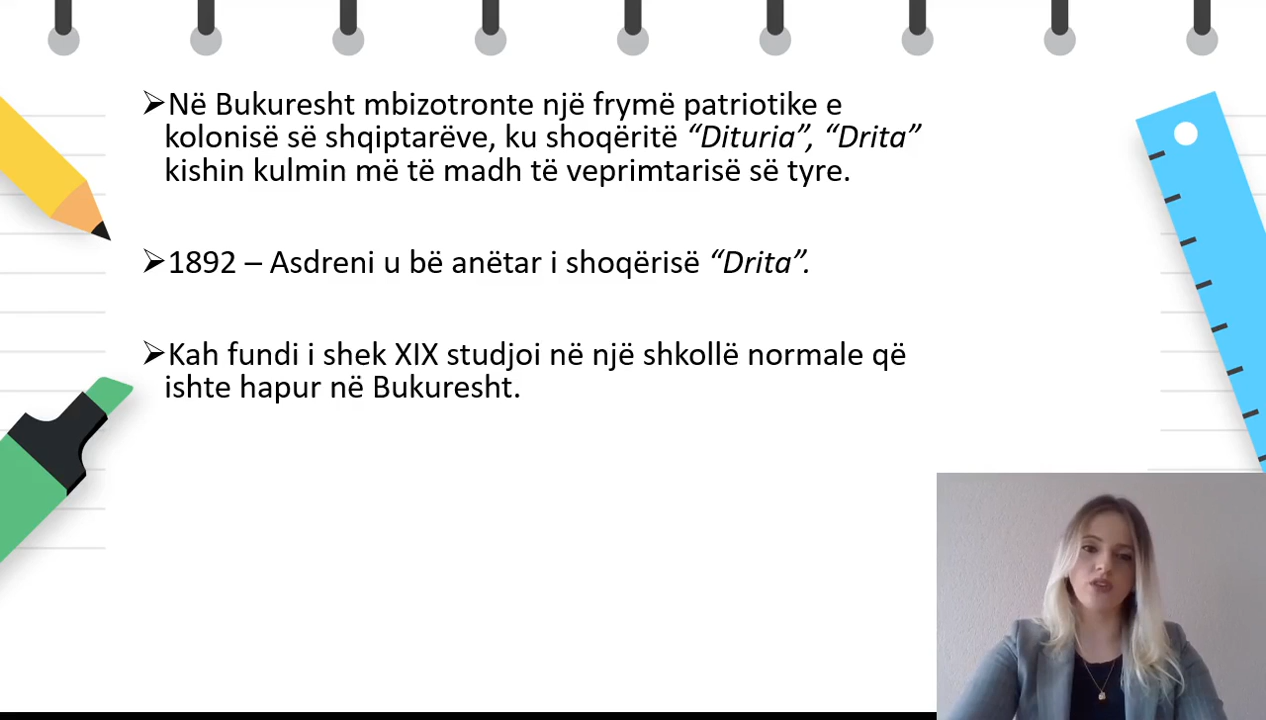 ➢Në Bukuresht mbizotronte një frymë patriotike e
kolonisë së shqiptarëve, ku shoqëritë “Dituria”, “Drita”
kishin kulmin më të madh të veprimtarisë së tyre.
➢1892 – Asdreni u bë anëtar i shoqërisë “Drita”.
➢Kah fundi i shek XIX studjoi në një shkollë normale që
ishte hapur në Bukuresht.